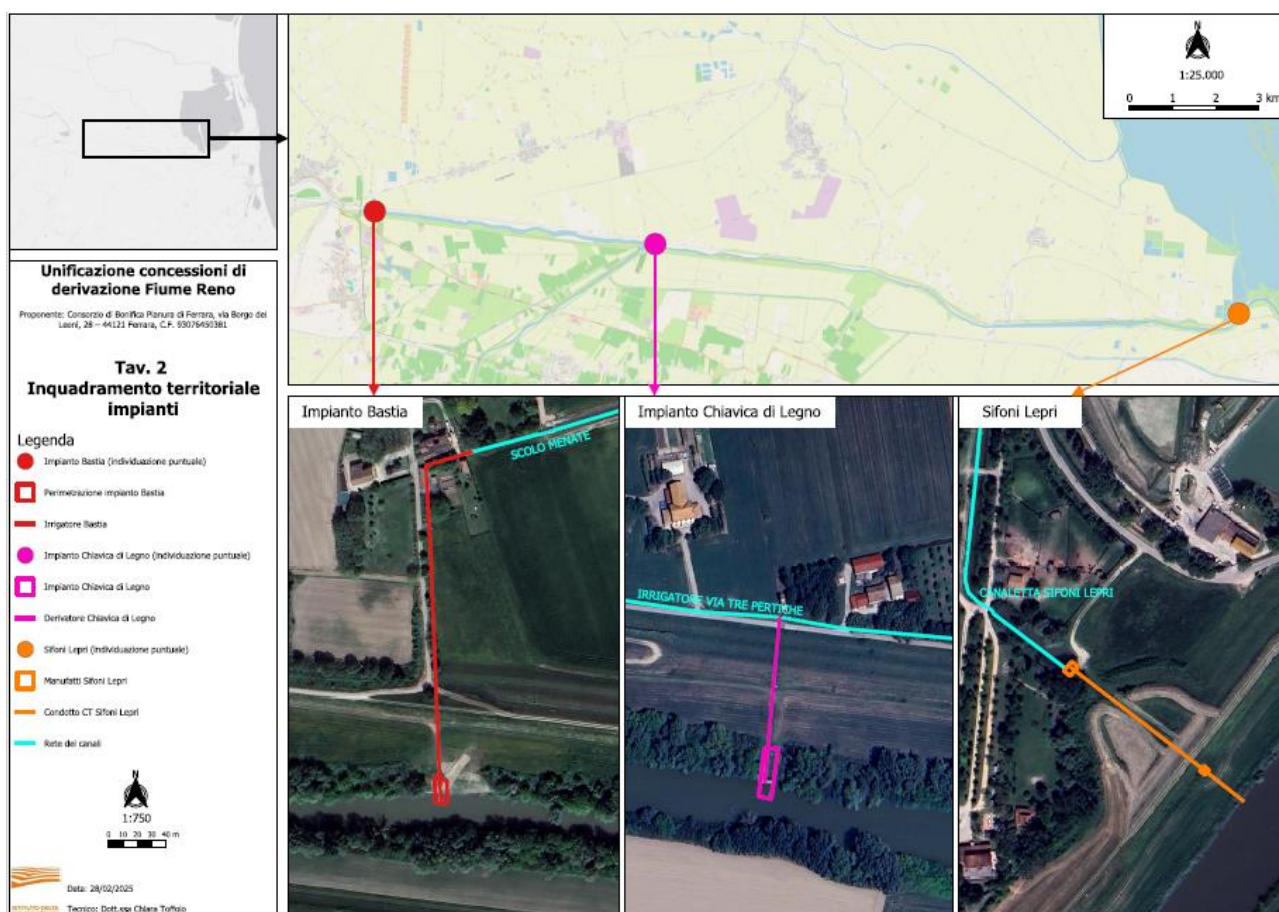 N
1:25.000
0 1 2 3 km
Unificazione concessioni di
derivazione Fiume Reno
Proponente: Consorzio di Bonifica Pianura di Ferrara, via Borgo dei
Leoni, 28 – 44121 Ferrara, C.F. 93076450381
Tav. 2
Inquadramento territoriale
impianti
Legenda
Impianto Bastia (individuazione puntuale)
Perimetrazione impianto Bastia
Irrigatore Bastia
Impianto Chiavica di Legno (individuazione puntuale)
Impianto Chiavica di Legno
Derivatore Chiavica di Legno
Sifoni Lepri (individuazione puntuale)
Manufatti Sifoni Lepri
Condotto CT Sifoni Lepri
Rete dei canali
N
1:750
0 10 20 30 40 m
Data: 28/02/2025
ISTITUTO DELTA
Tecnico: Dott.ssa Chiara Toffolo
Impianto Bastia
SCOLO MENATE
Impianto Chiavica di Legno
IRRIGATORE VIA TRE PERTICHE
Sifoni Lepri
CANALETTA SIFONI LEPRI